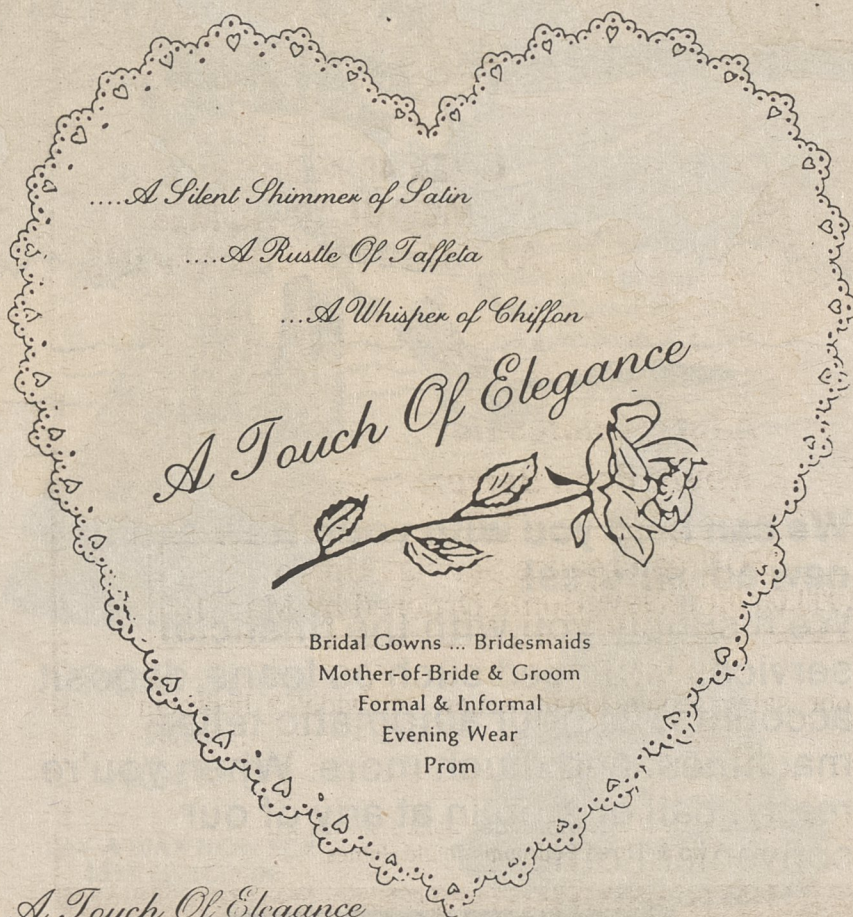 ....A Silent Shimmer of Satin
....A Rustle Of Taffeta
...A Whisper of Chiffon
A Touch Of Elegance
Bridal Gowns ... Bridesmaids
Mother-of-Bride & Groom
Formal & Informal
Evening Wear
Prom
A Touch Of Elegance